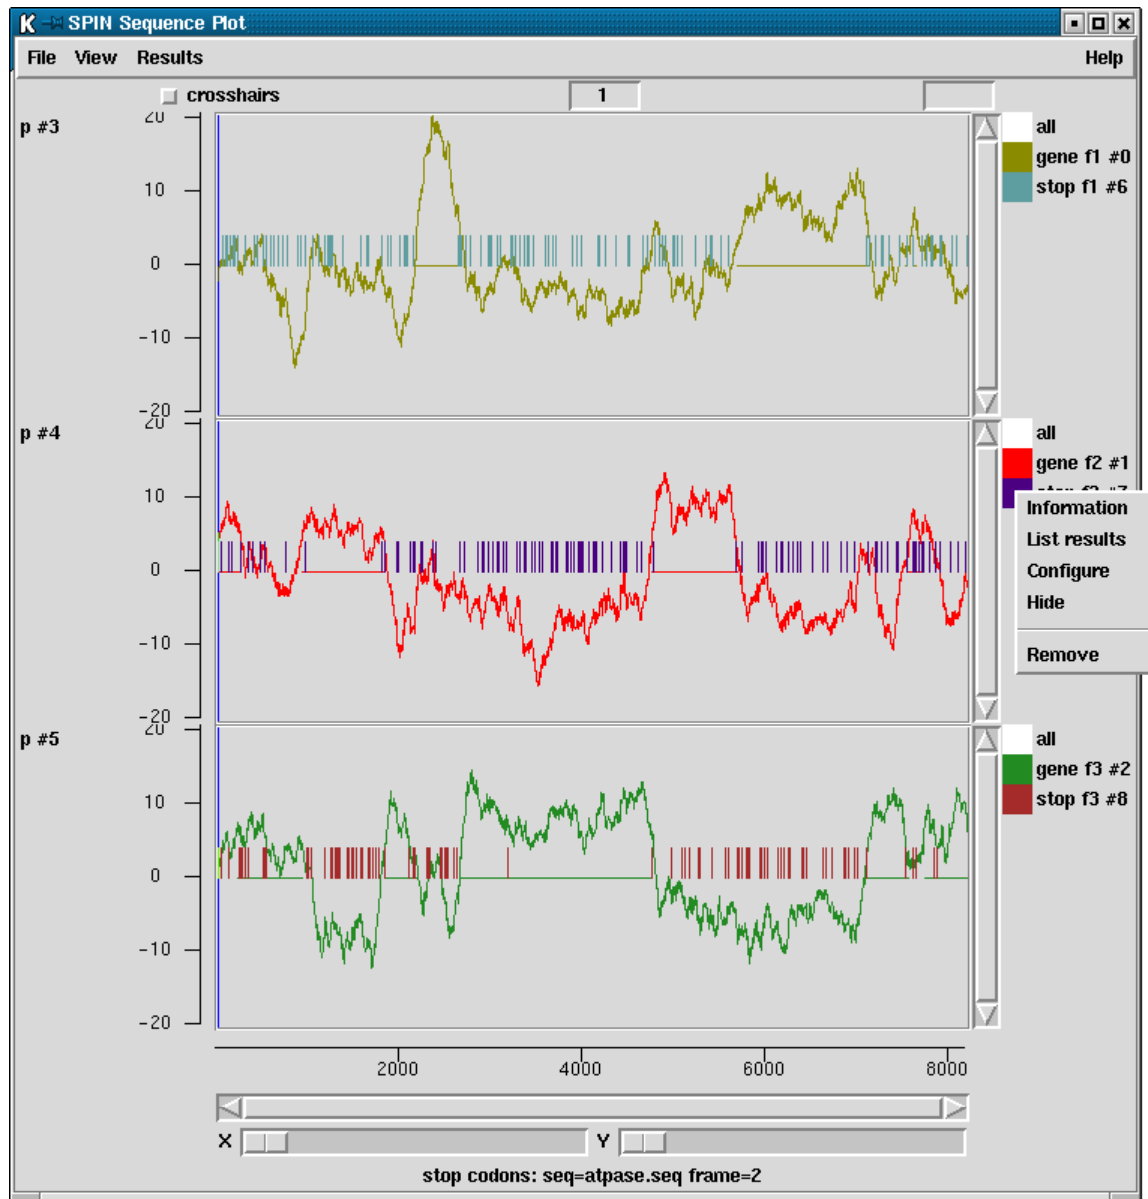 SPIN Sequence Plot
File View Results Help
crosshairs 1
p #3
20
10
0
-10
-20
all
gene f1 #0
stop f1 #6
p #4
20
10
0
-10
-20
all
gene f2 #1
stop f2 #7
Information
List results
Configure
Hide
Remove
p #5
20
10
0
-10
-20
all
gene f3 #2
stop f3 #8
2000 4000 6000 8000
X Y
stop codons: seq=atpase.seq frame=2